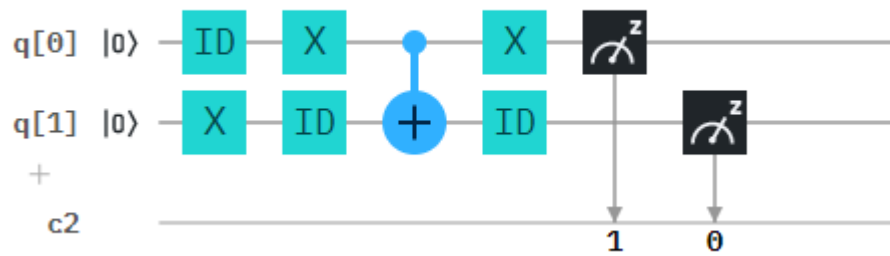 q[0] |0⟩ ID X X z
q[1] |0⟩ X ID + ID z
+
c2
1 0